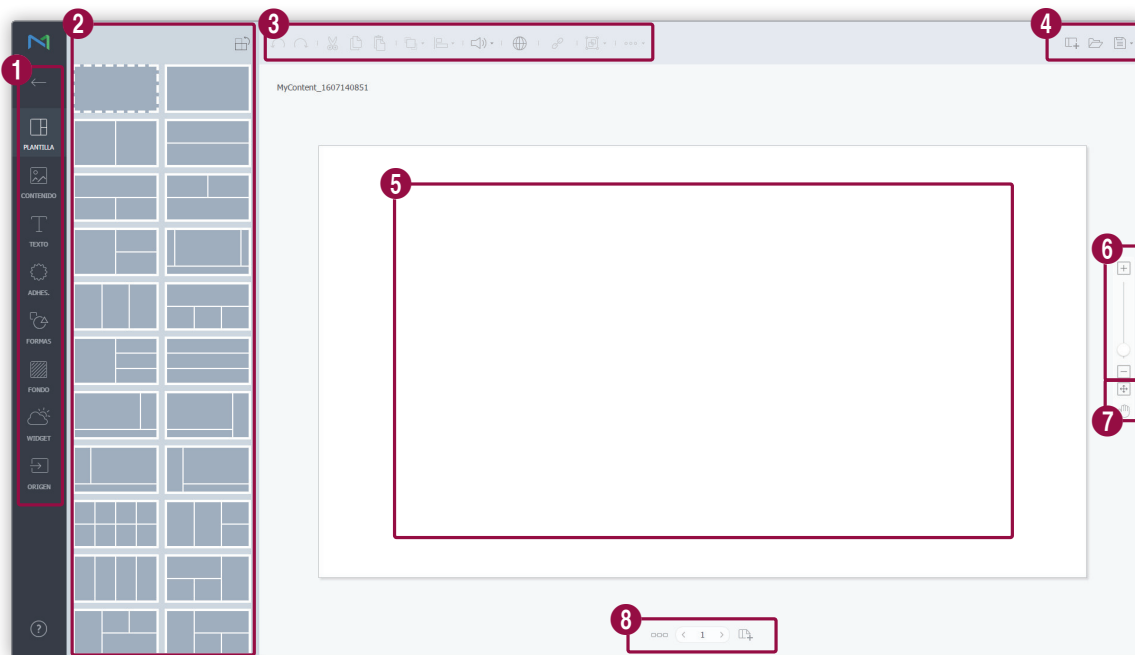 2
3
4
1
MyContent_1607140851
PLANTILLA
CONTENIDO
5
TEXTO
6
ADHES.
FORMAS
FONDO
7
WIDGET
ORIGEN
8
1
?